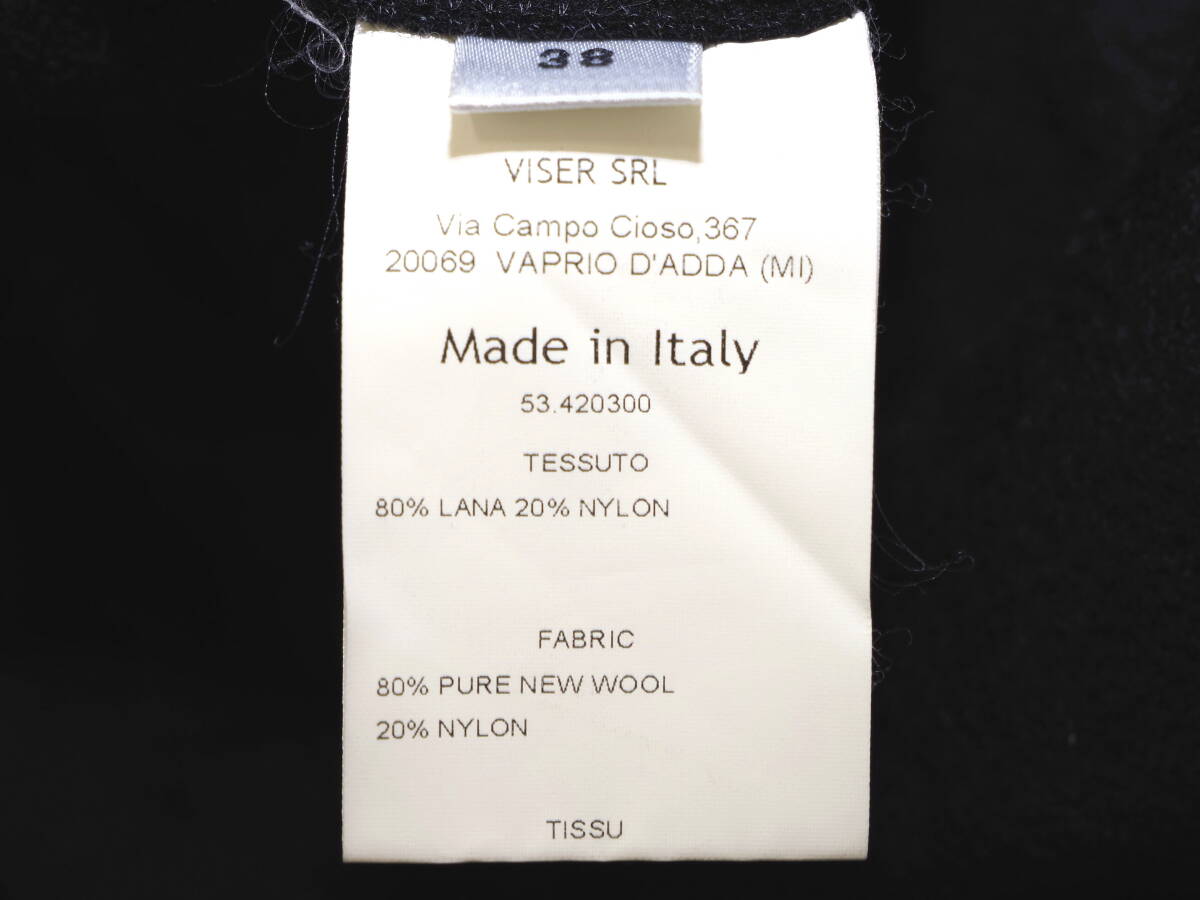 38
VISER SRL
Via Campo Cioso,367
20069 VAPRIO D'ADDA (MI)
Made in Italy
53.420300
TESSUTO
80% LANA 20% NYLON
FABRIC
80% PURE NEW WOOL
20% NYLON
TISSU